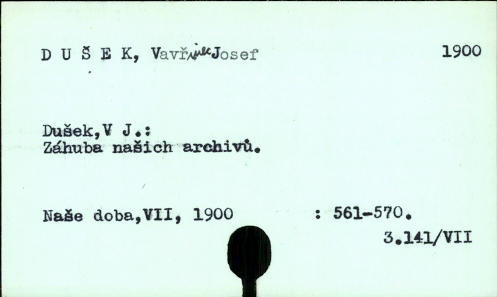 D U Š E K, Vavřinec Josef 1900
Dušek,V J.:
Záhuba našich archivů.
Naše doba,VII, 1900 : 561-570.
3.141/VII